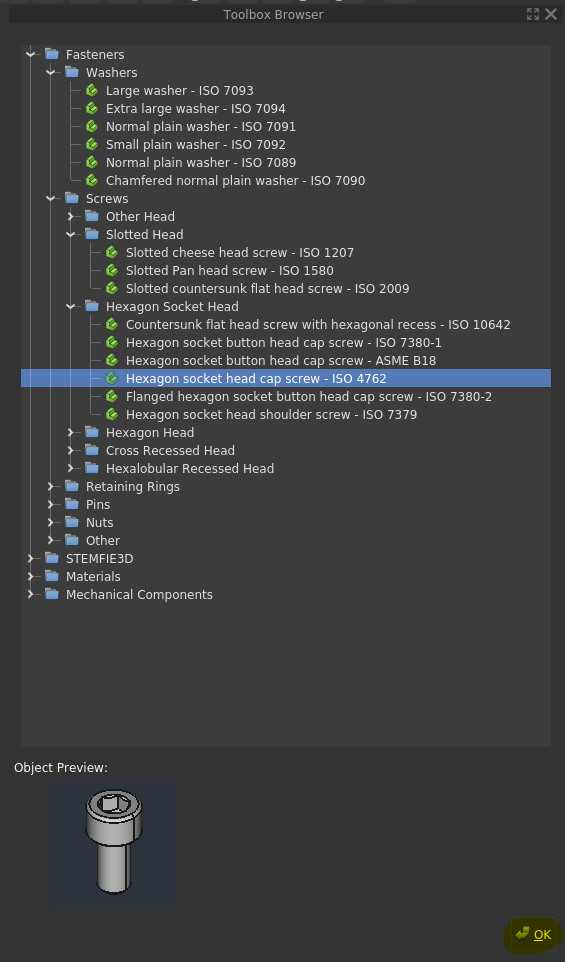 Toolbox Browser
Fasteners
Washers
Large washer - ISO 7093
Extra large washer - ISO 7094
Normal plain washer - ISO 7091
Small plain washer - ISO 7092
Normal plain washer - ISO 7089
Chamfered normal plain washer - ISO 7090
Screws
Other Head
Slotted Head
Slotted cheese head screw - ISO 1207
Slotted Pan head screw - ISO 1580
Slotted countersunk flat head screw - ISO 2009
Hexagon Socket Head
Countersunk flat head screw with hexagonal recess - ISO 10642
Hexagon socket button head cap screw - ISO 7380-1
Hexagon socket button head cap screw - ASME B18
Hexagon socket head cap screw - ISO 4762
Flanged hexagon socket button head cap screw - ISO 7380-2
Hexagon socket head shoulder screw - ISO 7379
Hexagon Head
Cross Recessed Head
Hexalobular Recessed Head
Retaining Rings
Pins
Nuts
Other
STEMFIE3D
Materials
Mechanical Components
Object Preview:
OK